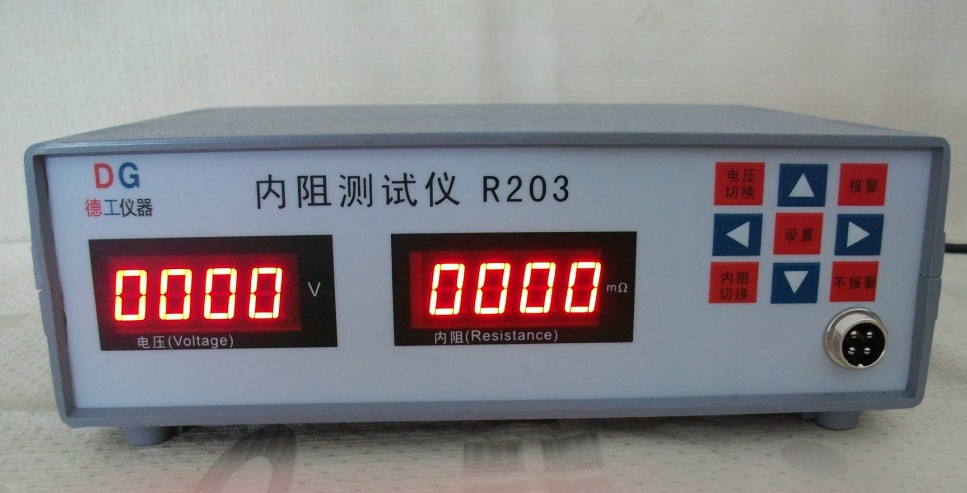 DG
德工仪器
内阻测试仪 R203
0000 V
电压(Voltage)
0000 mΩ
内阻(Resistance)
电压
切换
报警
设置
内阻
切换
不报警